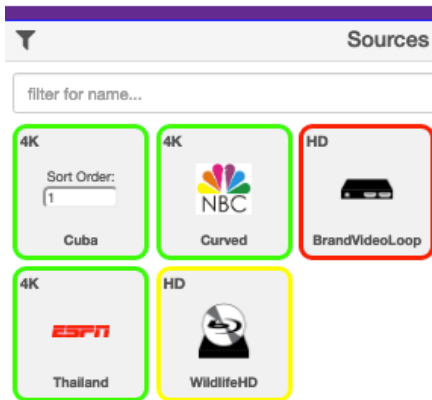 Sources
filter for name...
4K
Sort Order:
1
Cuba
4K
NBC
Curved
HD
BrandVideoLoop
4K
ESPN
Thailand
HD
WildlifeHD